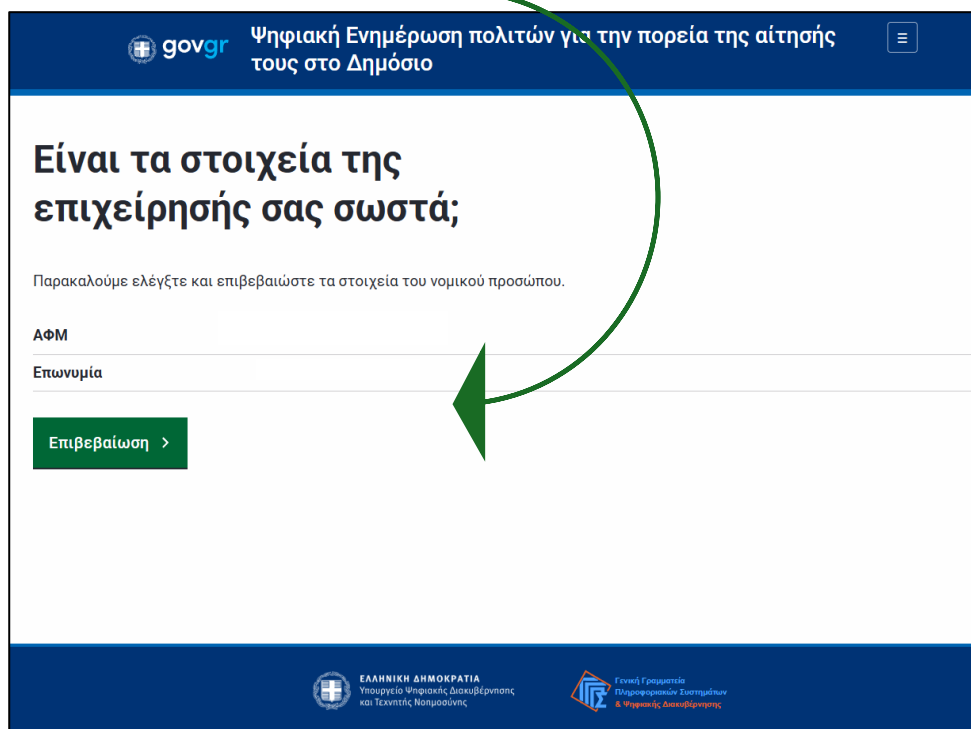 govgr
Ψηφιακή Ενημέρωση πολιτών για την πορεία της αίτησής
τους στο Δημόσιο
Είναι τα στοιχεία της
επιχείρησής σας σωστά;
Παρακαλούμε ελέγξτε και επιβεβαιώστε τα στοιχεία του νομικού προσώπου.
ΑΦΜ
Επωνυμία
Επιβεβαίωση
ΕΛΛΗΝΙΚΗ ΔΗΜΟΚΡΑΤΙΑ
Υπουργείο Ψηφιακής Διακυβέρνησης
και Τεχνητής Νοημοσύνης
Γενική Γραμματεία
Πληροφοριακών Συστημάτων
& Ψηφιακής Διακυβέρνησης